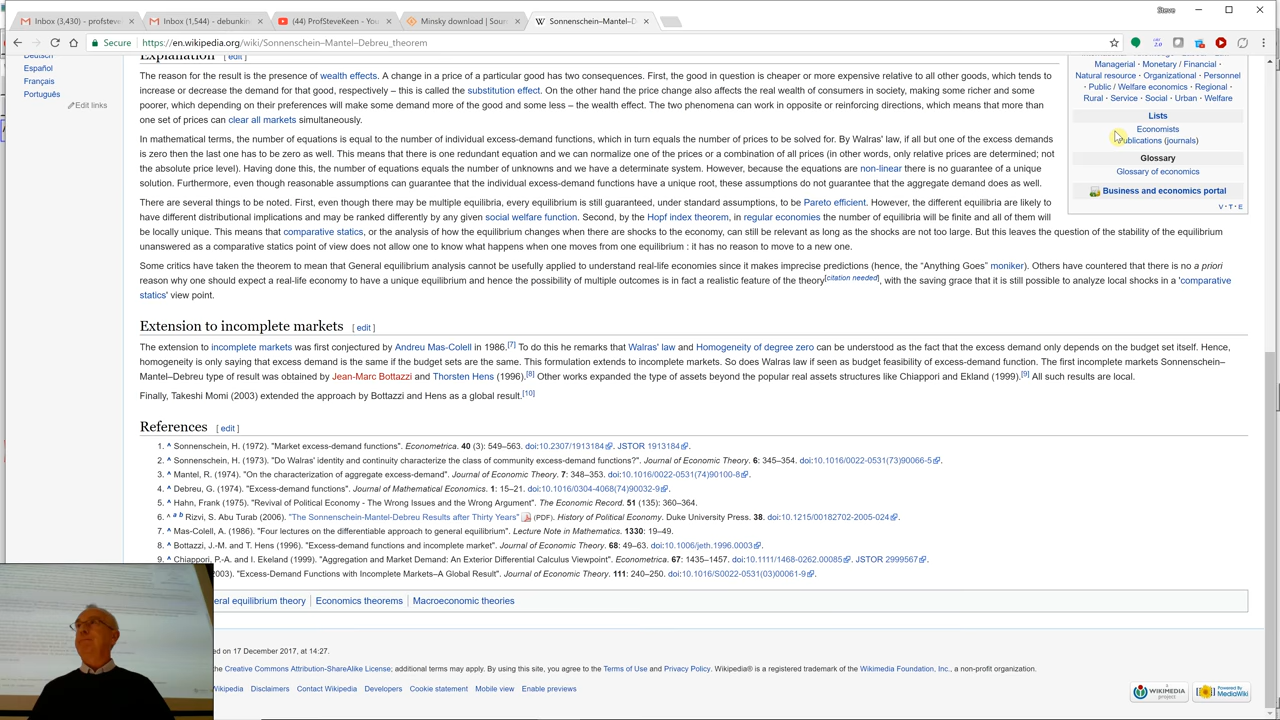 Steve
Inbox (3,430) - profsteve
Inbox (1,544) - debunkin
(44) ProfSteveKeen - You
Minsky download | Sour
Sonnenschein–Mantel–D
Secure
https://en.wikipedia.org/wiki/Sonnenschein–Mantel–Debreu_theorem
Deutsch
Español
Français
Português
Edit links
Explanation [ edit ]
The reason for the result is the presence of wealth effects. A change in a price of a particular good has two consequences. First, the good in question is cheaper or more expensive relative to all other goods, which tends to
increase or decrease the demand for that good, respectively – this is called the substitution effect. On the other hand the price change also affects the real wealth of consumers in society, making some richer and some
poorer, which depending on their preferences will make some demand more of the good and some less – the wealth effect. The two phenomena can work in opposite or reinforcing directions, which means that more than
one set of prices can clear all markets simultaneously.
In mathematical terms, the number of equations is equal to the number of individual excess-demand functions, which in turn equals the number of prices to be solved for. By Walras' law, if all but one of the excess demands
is zero then the last one has to be zero as well. This means that there is one redundant equation and we can normalize one of the prices or a combination of all prices (in other words, only relative prices are determined; not
the absolute price level). Having done this, the number of equations equals the number of unknowns and we have a determinate system. However, because the equations are non-linear there is no guarantee of a unique
solution. Furthermore, even though reasonable assumptions can guarantee that the individual excess-demand functions have a unique root, these assumptions do not guarantee that the aggregate demand does as well.
There are several things to be noted. First, even though there may be multiple equilibria, every equilibrium is still guaranteed, under standard assumptions, to be Pareto efficient. However, the different equilibria are likely to
have different distributional implications and may be ranked differently by any given social welfare function. Second, by the Hopf index theorem, in regular economies the number of equilibria will be finite and all of them will
be locally unique. This means that comparative statics, or the analysis of how the equilibrium changes when there are shocks to the economy, can still be relevant as long as the shocks are not too large. But this leaves the question of the stability of the equilibrium
unanswered as a comparative statics point of view does not allow one to know what happens when one moves from one equilibrium : it has no reason to move to a new one.
Some critics have taken the theorem to mean that General equilibrium analysis cannot be usefully applied to understand real-life economies since it makes imprecise predictions (hence, the "Anything Goes" moniker). Others have countered that there is no a priori
reason why one should expect a real-life economy to have a unique equilibrium and hence the possibility of multiple outcomes is in fact a realistic feature of the theory[citation needed], with the saving grace that it is still possible to analyze local shocks in a 'comparative
statics' view point.
Managerial · Monetary / Financial ·
Natural resource · Organizational · Personnel
· Public / Welfare economics · Regional ·
Rural · Service · Social · Urban · Welfare
Lists
Economists
Publications (journals)
Glossary
Glossary of economics
Business and economics portal
V · T · E
Extension to incomplete markets [ edit ]
The extension to incomplete markets was first conjectured by Andreu Mas-Colell in 1986.[7] To do this he remarks that Walras' law and Homogeneity of degree zero can be understood as the fact that the excess demand only depends on the budget set itself. Hence,
homogeneity is only saying that excess demand is the same if the budget sets are the same. This formulation extends to incomplete markets. So does Walras law if seen as budget feasibility of excess-demand function. The first incomplete markets Sonnenschein–
Mantel–Debreu type of result was obtained by Jean-Marc Bottazzi and Thorsten Hens (1996).[8] Other works expanded the type of assets beyond the popular real assets structures like Chiappori and Ekland (1999).[9] All such results are local.
Finally, Takeshi Momi (2003) extended the approach by Bottazzi and Hens as a global result.[10]
References [ edit ]
1. ^ Sonnenschein, H. (1972). "Market excess-demand functions". Econometrica. 40 (3): 549–563. doi:10.2307/1913184. JSTOR 1913184.
2. ^ Sonnenschein, H. (1973). "Do Walras' identity and continuity characterize the class of community excess-demand functions?". Journal of Economic Theory. 6: 345–354. doi:10.1016/0022-0531(73)90066-5.
3. ^ Mantel, R. (1974). "On the characterization of aggregate excess-demand". Journal of Economic Theory. 7: 348–353. doi:10.1016/0022-0531(74)90100-8.
4. ^ Debreu, G. (1974). "Excess-demand functions". Journal of Mathematical Economics. 1: 15–21. doi:10.1016/0304-4068(74)90032-9.
5. ^ Hahn, Frank (1975). "Revival of Political Economy - The Wrong Issues and the Wrong Argument". The Economic Record. 51 (135): 360–364.
6. ^ a b Rizvi, S. Abu Turab (2006). "The Sonnenschein-Mantel-Debreu Results after Thirty Years" (PDF). History of Political Economy. Duke University Press. 38. doi:10.1215/00182702-2005-024.
7. ^ Mas-Colell, A. (1986). "Four lectures on the differentiable approach to general equilibrium". Lecture Note in Mathematics. 1330: 19–49.
8. ^ Bottazzi, J.-M. and T. Hens (1996). "Excess-demand functions and incomplete market". Journal of Economic Theory. 68: 49–63. doi:10.1006/jeth.1996.0003.
9. ^ Chiappori, P.-A. and I. Ekeland (1999). "Aggregation and Market Demand: An Exterior Differential Calculus Viewpoint". Econometrica. 67: 1435–1457. doi:10.1111/1468-0262.00085. JSTOR 2999567.
2003). "Excess-Demand Functions with Incomplete Markets–A Global Result". Journal of Economic Theory. 111: 240–250. doi:10.1016/S0022-0531(03)00061-9.
eral equilibrium theory | Economics theorems | Macroeconomic theories
ed on 17 December 2017, at 14:27.
the Creative Commons Attribution-ShareAlike License; additional terms may apply. By using this site, you agree to the Terms of Use and Privacy Policy. Wikipedia® is a registered trademark of the Wikimedia Foundation, Inc., a non-profit organization.
Wikipedia Disclaimers Contact Wikipedia Developers Cookie statement Mobile view Enable previews
WIKIMEDIA project
Powered By MediaWiki